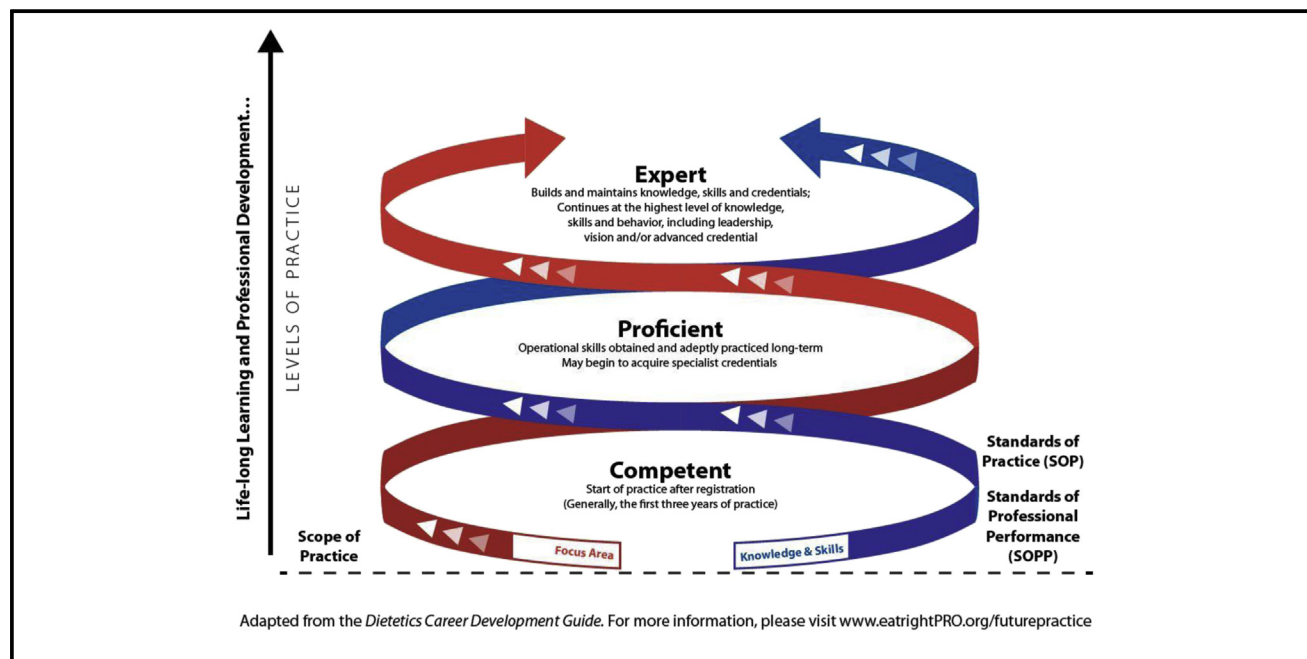 Life-long Learning and Professional Development...
LEVELS OF PRACTICE
Expert
Builds and maintains knowledge, skills and credentials;
Continues at the highest level of knowledge,
skills and behavior, including leadership,
vision and/or advanced credential
Proficient
Operational skills obtained and adeptly practiced long-term
May begin to acquire specialist credentials
Competent
Start of practice after registration
(Generally, the first three years of practice)
Standards of
Practice (SOP)
Standards of
Professional
Performance
(SOPP)
Scope of
Practice
Focus Area
Knowledge & Skills
Adapted from the Dietetics Career Development Guide. For more information, please visit www.eatrightPRO.org/futurepractice